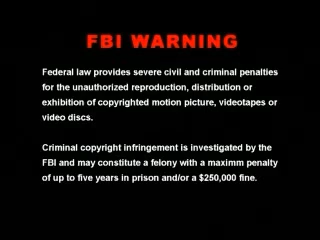 FBI WARNING
Federal law provides severe civil and criminal penalties
for the unauthorized reproduction, distribution or
exhibition of copyrighted motion picture, videotapes or
video discs.
Criminal copyright infringement is investigated by the
FBI and may constitute a felony with a maximm penalty
of up to five years in prison and/or a $250,000 fine.